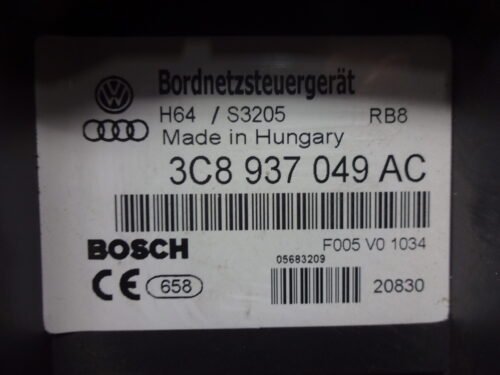 Bordnetzsteuergerät
H64 / S3205 RB8
Made in Hungary
3C8 937 049 AC
BOSCH F005 V0 1034
05683209
CE 658 20830